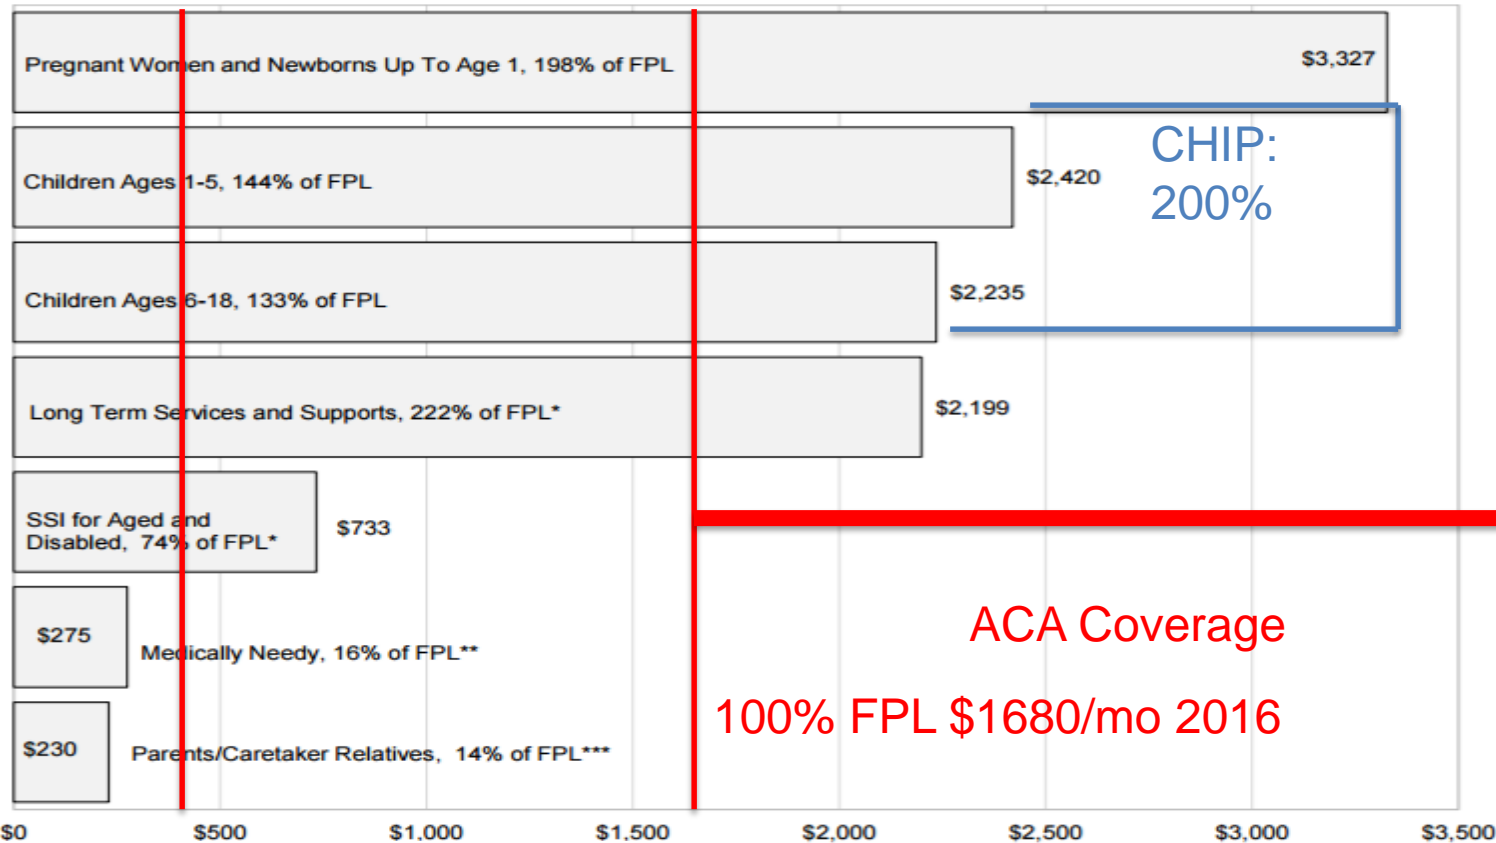 Pregnant Women and Newborns Up To Age 1, 198% of FPL
$3,327
CHIP:
200%
Children Ages 1-5, 144% of FPL
$2,420
Children Ages 6-18, 133% of FPL
$2,235
Long Term Services and Supports, 222% of FPL*
$2,199
SSI for Aged and
Disabled, 74% of FPL*
$733
$275
Medically Needy, 16% of FPL**
ACA Coverage
100% FPL $1680/mo 2016
$230
Parents/Caretaker Relatives, 14% of FPL***
$0 $500 $1,000 $1,500 $2,000 $2,500 $3,000 $3,500